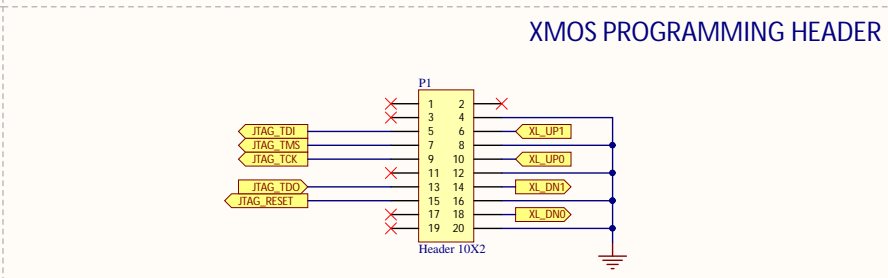 XMOS PROGRAMMING HEADER
P1
1 2
3 4
JTAG_TDI 5 6 XL_UP1
JTAG_TMS 7 8
JTAG_TCK 9 10 XL_UP0
11 12
JTAG_TDO 13 14 XL_DN1
JTAG_RESET 15 16
17 18 XL_DN0
19 20
Header 10X2